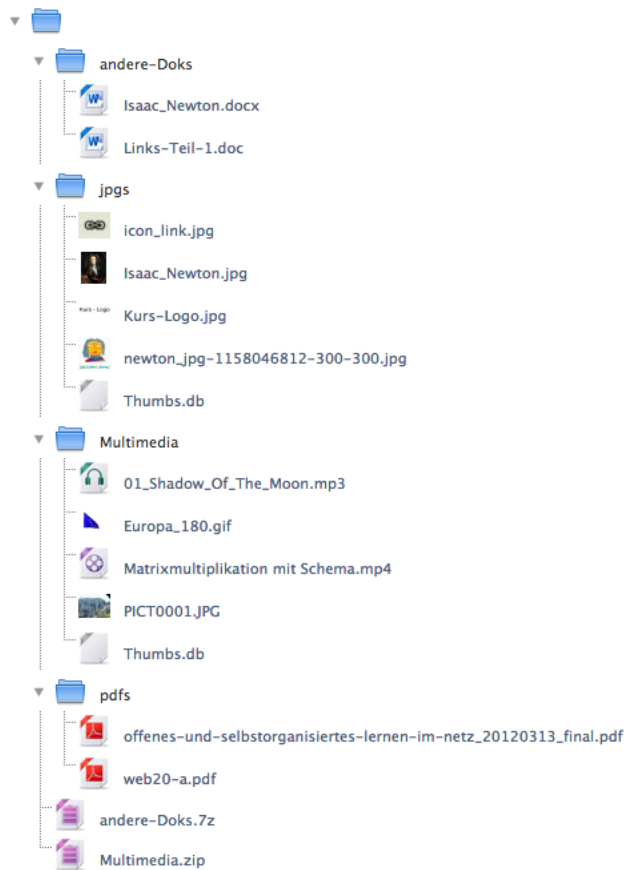 andere-Doks
Isaac_Newton.docx
Links-Teil-1.doc
jpgs
icon_link.jpg
Isaac_Newton.jpg
Kurs - Logo
Kurs-Logo.jpg
newton_jpg-1158046812-300-300.jpg
Thumbs.db
Multimedia
01_Shadow_Of_The_Moon.mp3
Europa_180.gif
Matrixmultiplikation mit Schema.mp4
PICT0001.JPG
Thumbs.db
pdfs
offenes-und-selbstorganisiertes-lernen-im-netz_20120313_final.pdf
web20-a.pdf
andere-Doks.7z
Multimedia.zip